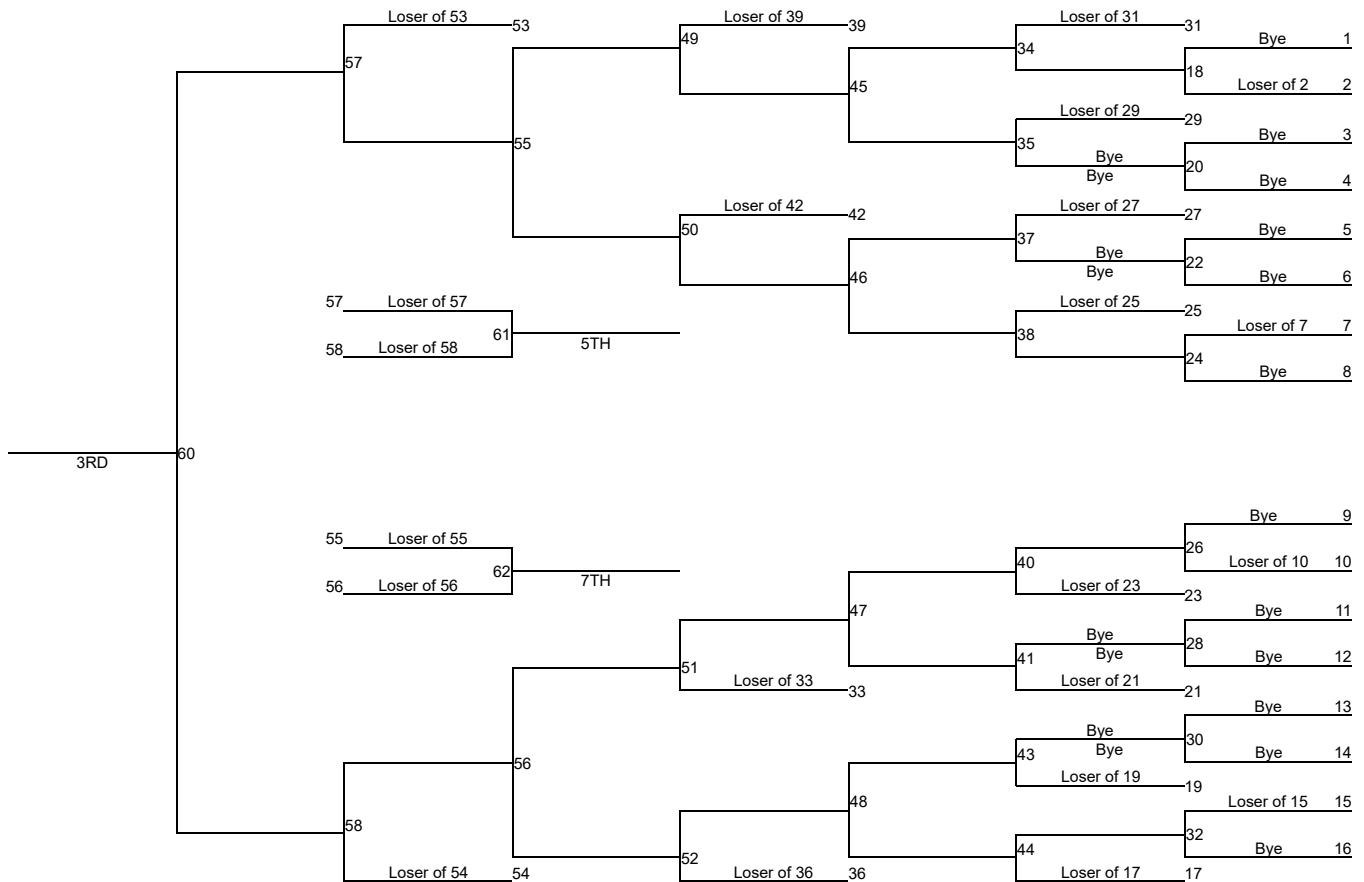 Loser of 53 53 Loser of 39 39 Loser of 31 31
Bye 1
49 34
57 18
Loser of 2 2
45
Loser of 29 29
Bye 3
55 35
Bye 20
Bye
Bye 4
Loser of 42 42 Loser of 27 27
50 Bye 5
37
Bye 22
Bye
46 Bye 6
57 Loser of 57 Loser of 25 25
Loser of 7 7
61 38
5TH
58 Loser of 58 24
Bye 8
60
3RD
Bye 9
55 Loser of 55
26
40 Loser of 10 10
62
7TH
56 Loser of 56 Loser of 23 23
47 Bye 11
Bye 28
41 Bye
Bye 12
51
Loser of 33 33 Loser of 21 21
Bye 13
Bye 30
43 Bye
Bye 14
56
Loser of 19 19
48 Loser of 15 15
58 32
44 Bye 16
52
Loser of 54 54 Loser of 36 36 Loser of 17 17